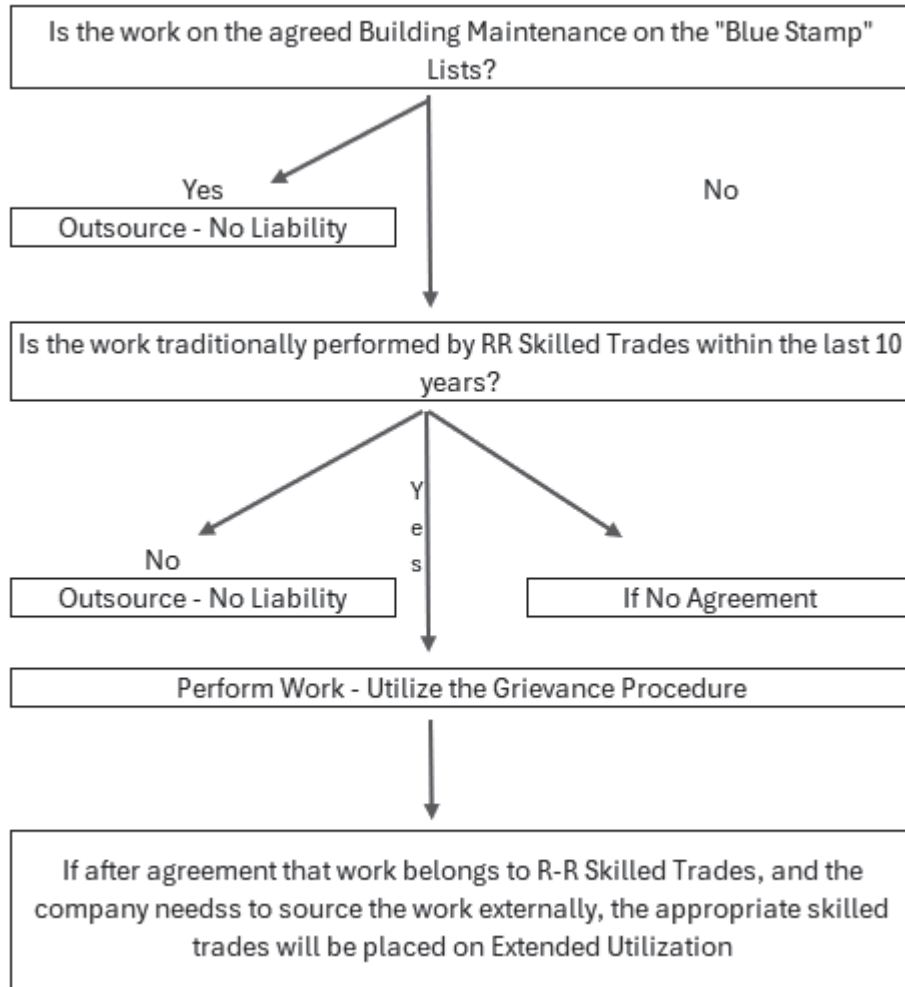 Is the work on the agreed Building Maintenance on the "Blue Stamp"
Lists?
Yes
No
Outsource - No Liability
Is the work traditionally performed by RR Skilled Trades within the last 10
years?
Yes
No
Outsource - No Liability
If No Agreement
Perform Work - Utilize the Grievance Procedure
If after agreement that work belongs to R-R Skilled Trades, and the
company needss to source the work externally, the appropriate skilled
trades will be placed on Extended Utilization